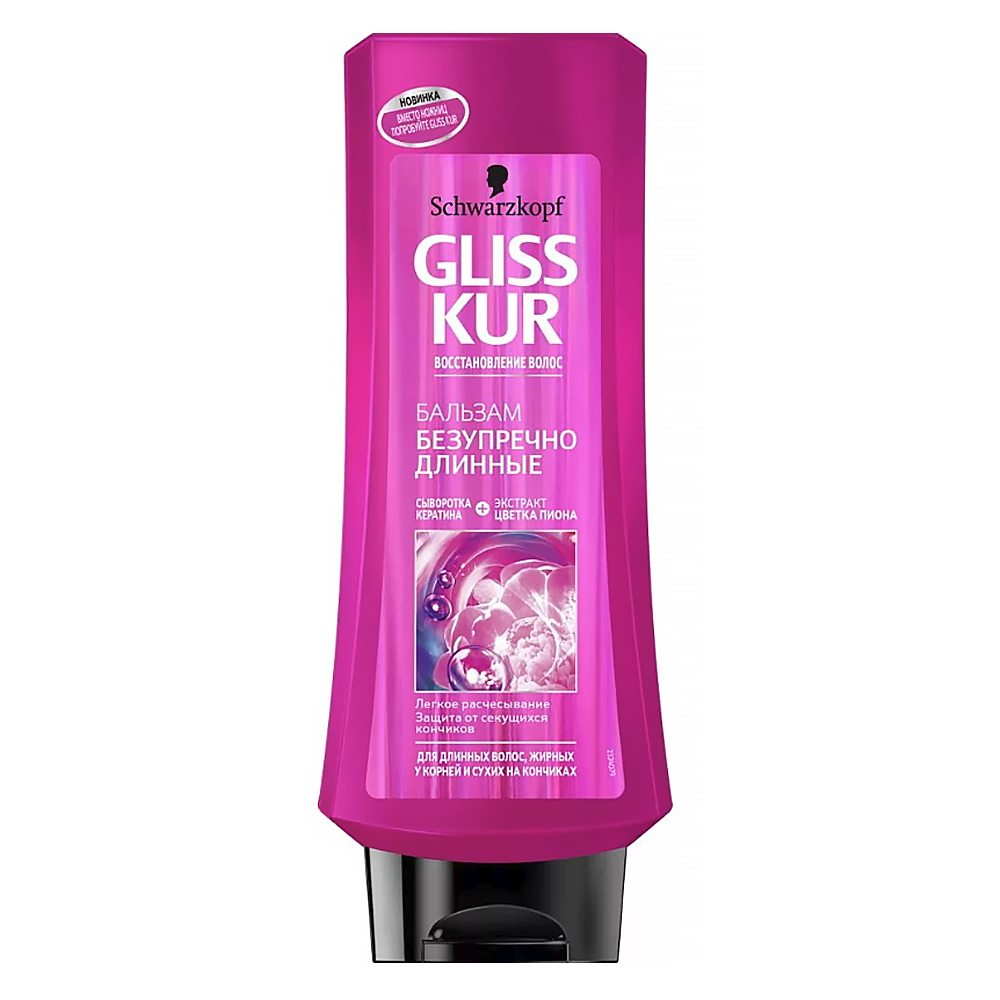 НОВИНКА
ВМЕСТО НОЖНИЦ
ПОПРОБУЙТЕ GLISS KUR
Schwarzkopf
GLISS
KUR
ВОССТАНОВЛЕНИЕ ВОЛОС
БАЛЬЗАМ
БЕЗУПРЕЧНО
ДЛИННЫЕ
СЫВОРОТКА
КЕРАТИНА
+
ЭКСТРАКТ
ЦВЕТКА ПИОНА
Легкое расчесывание
Защита от секущихся
кончиков
ДЛЯ ДЛИННЫХ ВОЛОС, ЖИРНЫХ
У КОРНЕЙ И СУХИХ НА КОНЧИКАХ